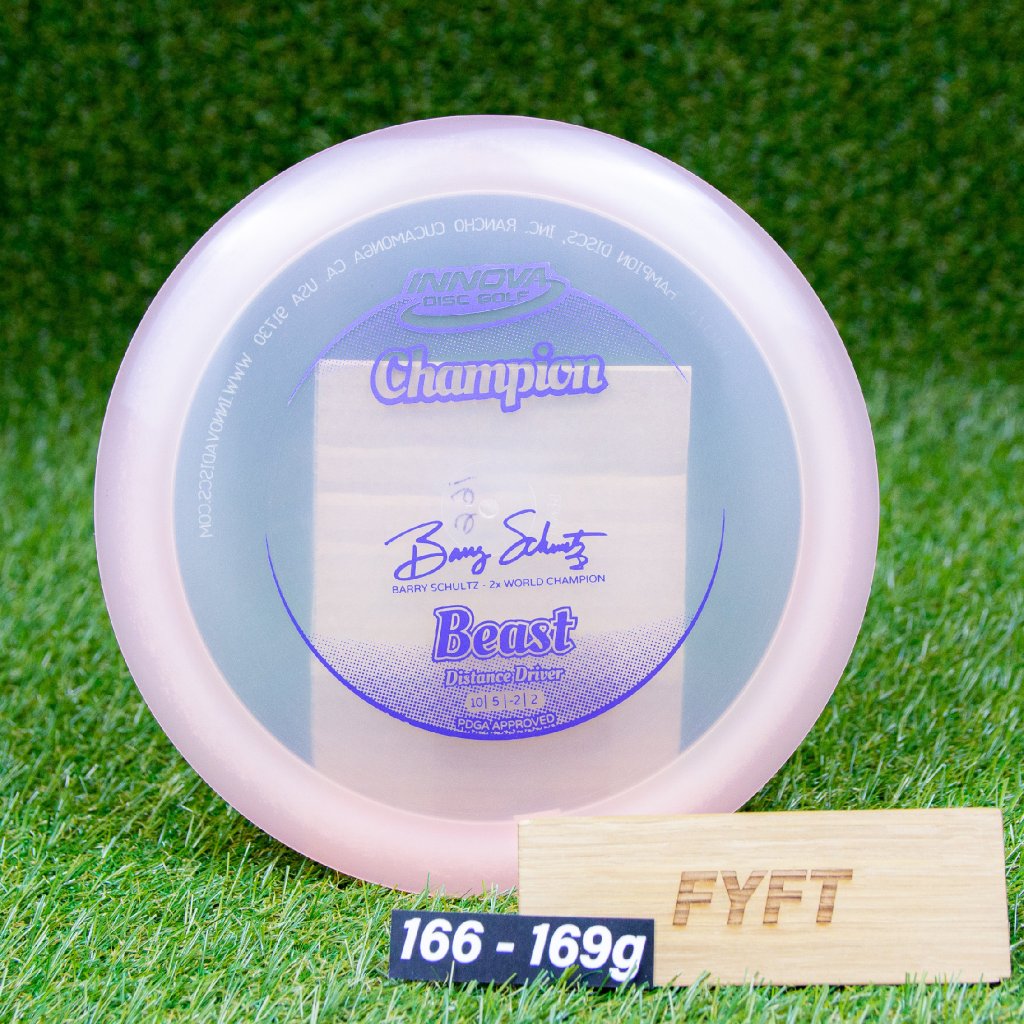 CHAMPION DISCS, INC. RANCHO CUCAMONGA CA. USA 91730 WWW.INNOVADISCS.COM
INNOVA
DISC GOLF
Champion
Barry Schultz
BARRY SCHULTZ - 2x WORLD CHAMPION
Beast
Distance Driver
10 | 5 | -2 | 2
PDGA APPROVED
FYFT
166 - 169g